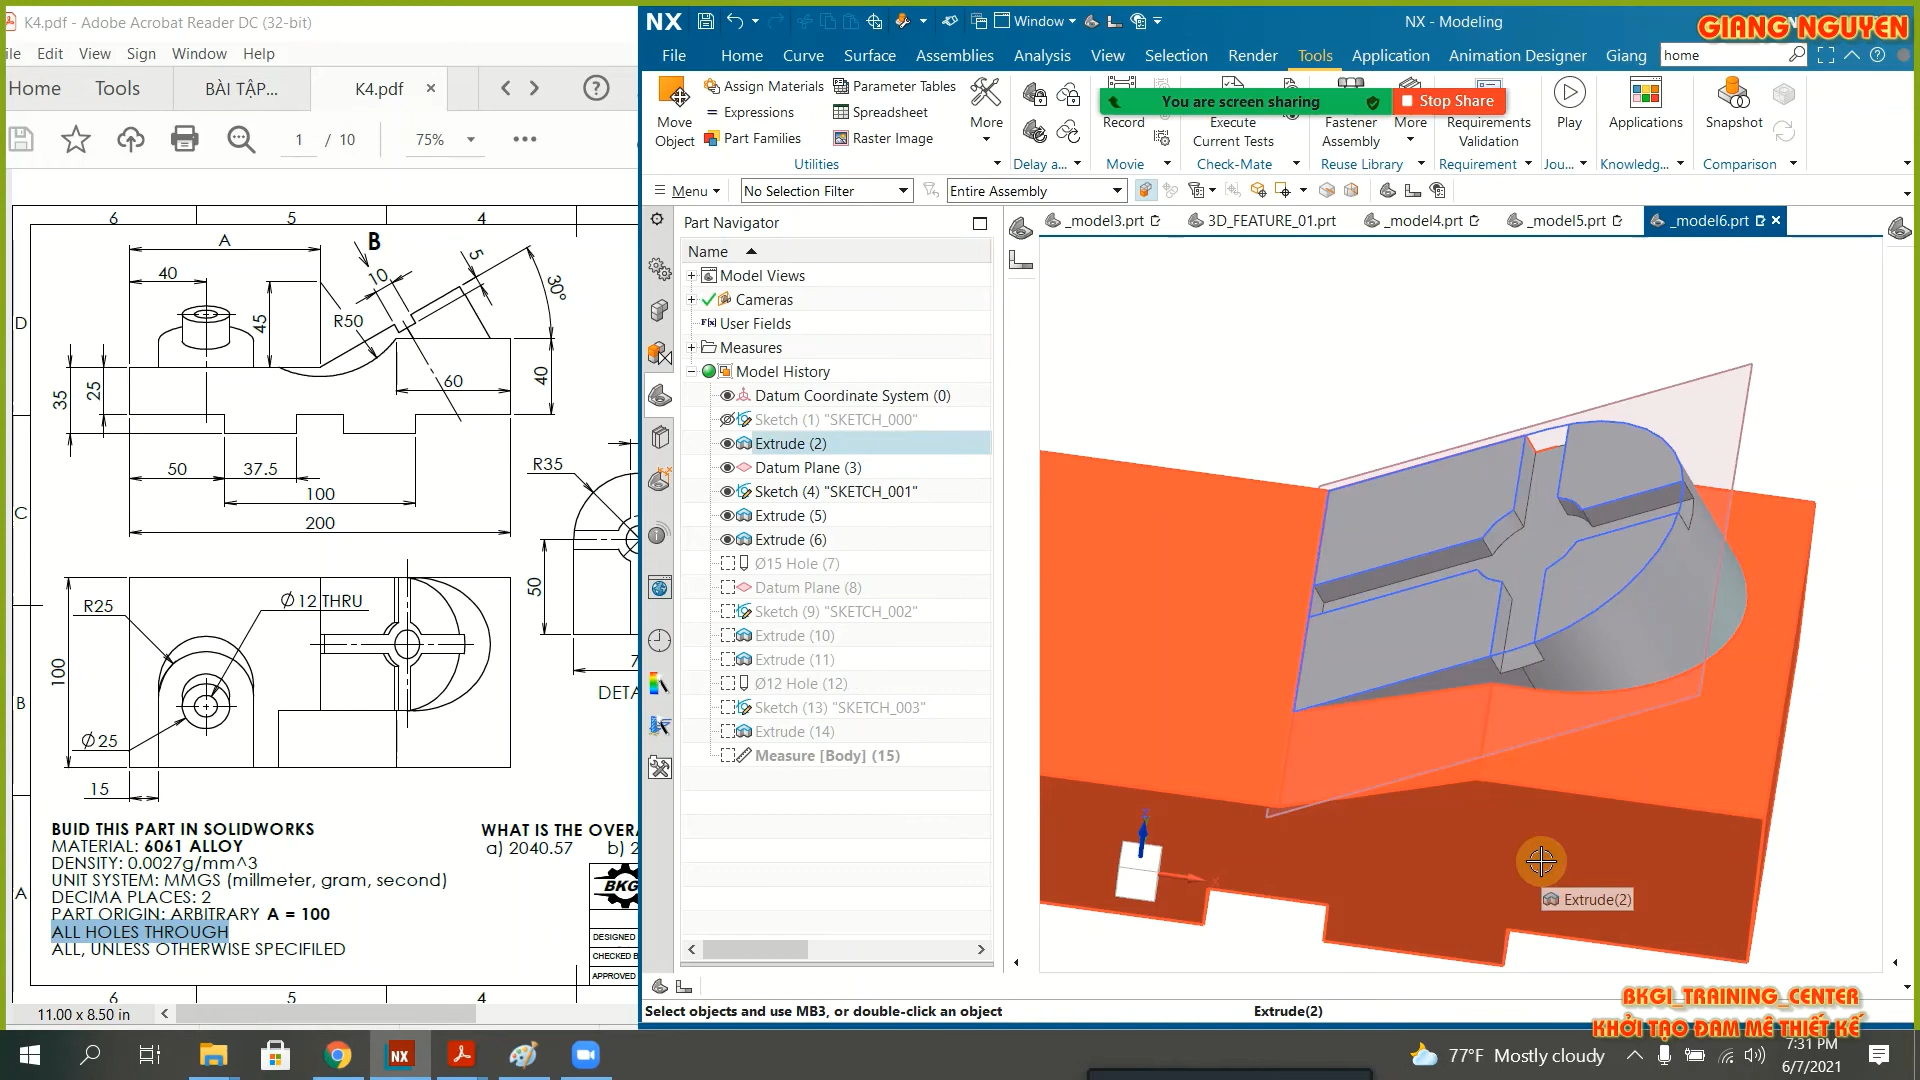 K4.pdf - Adobe Acrobat Reader DC (32-bit)
ile Edit View Sign Window Help
Home Tools BÀI TẬP... K4.pdf ×
1 / 10 75%
6 5 4
A B
40 10 5 30°
D R50 45
35 25 60 40
50 37.5 R35
C 100
200
50
R25 Ø 12 THRU
100
B DETA
Ø 25
15
BUID THIS PART IN SOLIDWORKS
MATERIAL: 6061 ALLOY
DENSITY: 0.0027g/mm^3
UNIT SYSTEM: MMGS (millmeter, gram, second)
DECIMA PLACES: 2
PART ORIGIN: ARBITRARY A = 100
ALL HOLES THROUGH
ALL, UNLESS OTHERWISE SPECIFILED
WHAT IS THE OVERA
a) 2040.57 b) 2
A
BKG
DESIGNED
CHECKED B
APPROVED
6 5 4
11.00 x 8.50 in
NX Window NX - Modeling
GIANG NGUYEN
File Home Curve Surface Assemblies Analysis View Selection Render Tools Application Animation Designer Giang home
Move Object
Assign Materials
Expressions
Part Families
Parameter Tables
Spreadsheet
Raster Image
More
Utilities
Delay a...
You are screen sharing Stop Share
Record
Movie
Execute Current Tests
Check-Mate
Fastener Assembly
More
Reuse Library
Requirements Validation
Requirement
Play
Jou...
Applications
Knowledg...
Snapshot
Comparison
Menu No Selection Filter Entire Assembly
Part Navigator
_model3.prt 3D_FEATURE_01.prt _model4.prt _model5.prt _model6.prt ×
Name
Model Views
Cameras
User Fields
Measures
Model History
Datum Coordinate System (0)
Sketch (1) "SKETCH_000"
Extrude (2)
Datum Plane (3)
Sketch (4) "SKETCH_001"
Extrude (5)
Extrude (6)
Ø15 Hole (7)
Datum Plane (8)
Sketch (9) "SKETCH_002"
Extrude (10)
Extrude (11)
Ø12 Hole (12)
Sketch (13) "SKETCH_003"
Extrude (14)
Measure [Body] (15)
Extrude(2)
Select objects and use MB3, or double-click an object Extrude(2)
BKGI_TRAINING_CENTER
KHỞI TẠO ĐAM MÊ THIẾT KẾ
NX 77°F Mostly cloudy
7:31 PM
6/7/2021